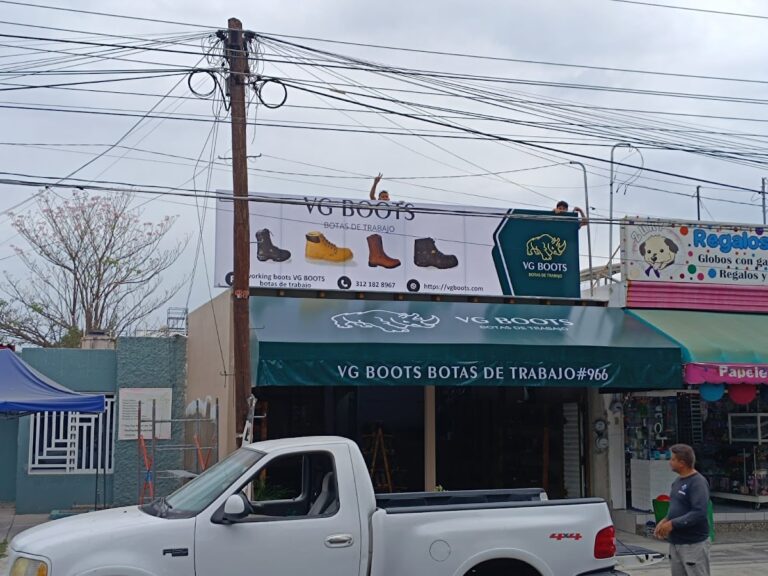 VG BOOTS
BOTAS DE TRABAJO
working boots VG BOOTS
botas de trabajo
312 182 8967
https://vgboots.com
VG BOOTS
BOTAS DE TRABAJO
Regalos
Globos con ga
Regalos y
VG BOOTS
BOTAS DE TRABAJO
VG BOOTS BOTAS DE TRABAJO#966
Papele
4x4